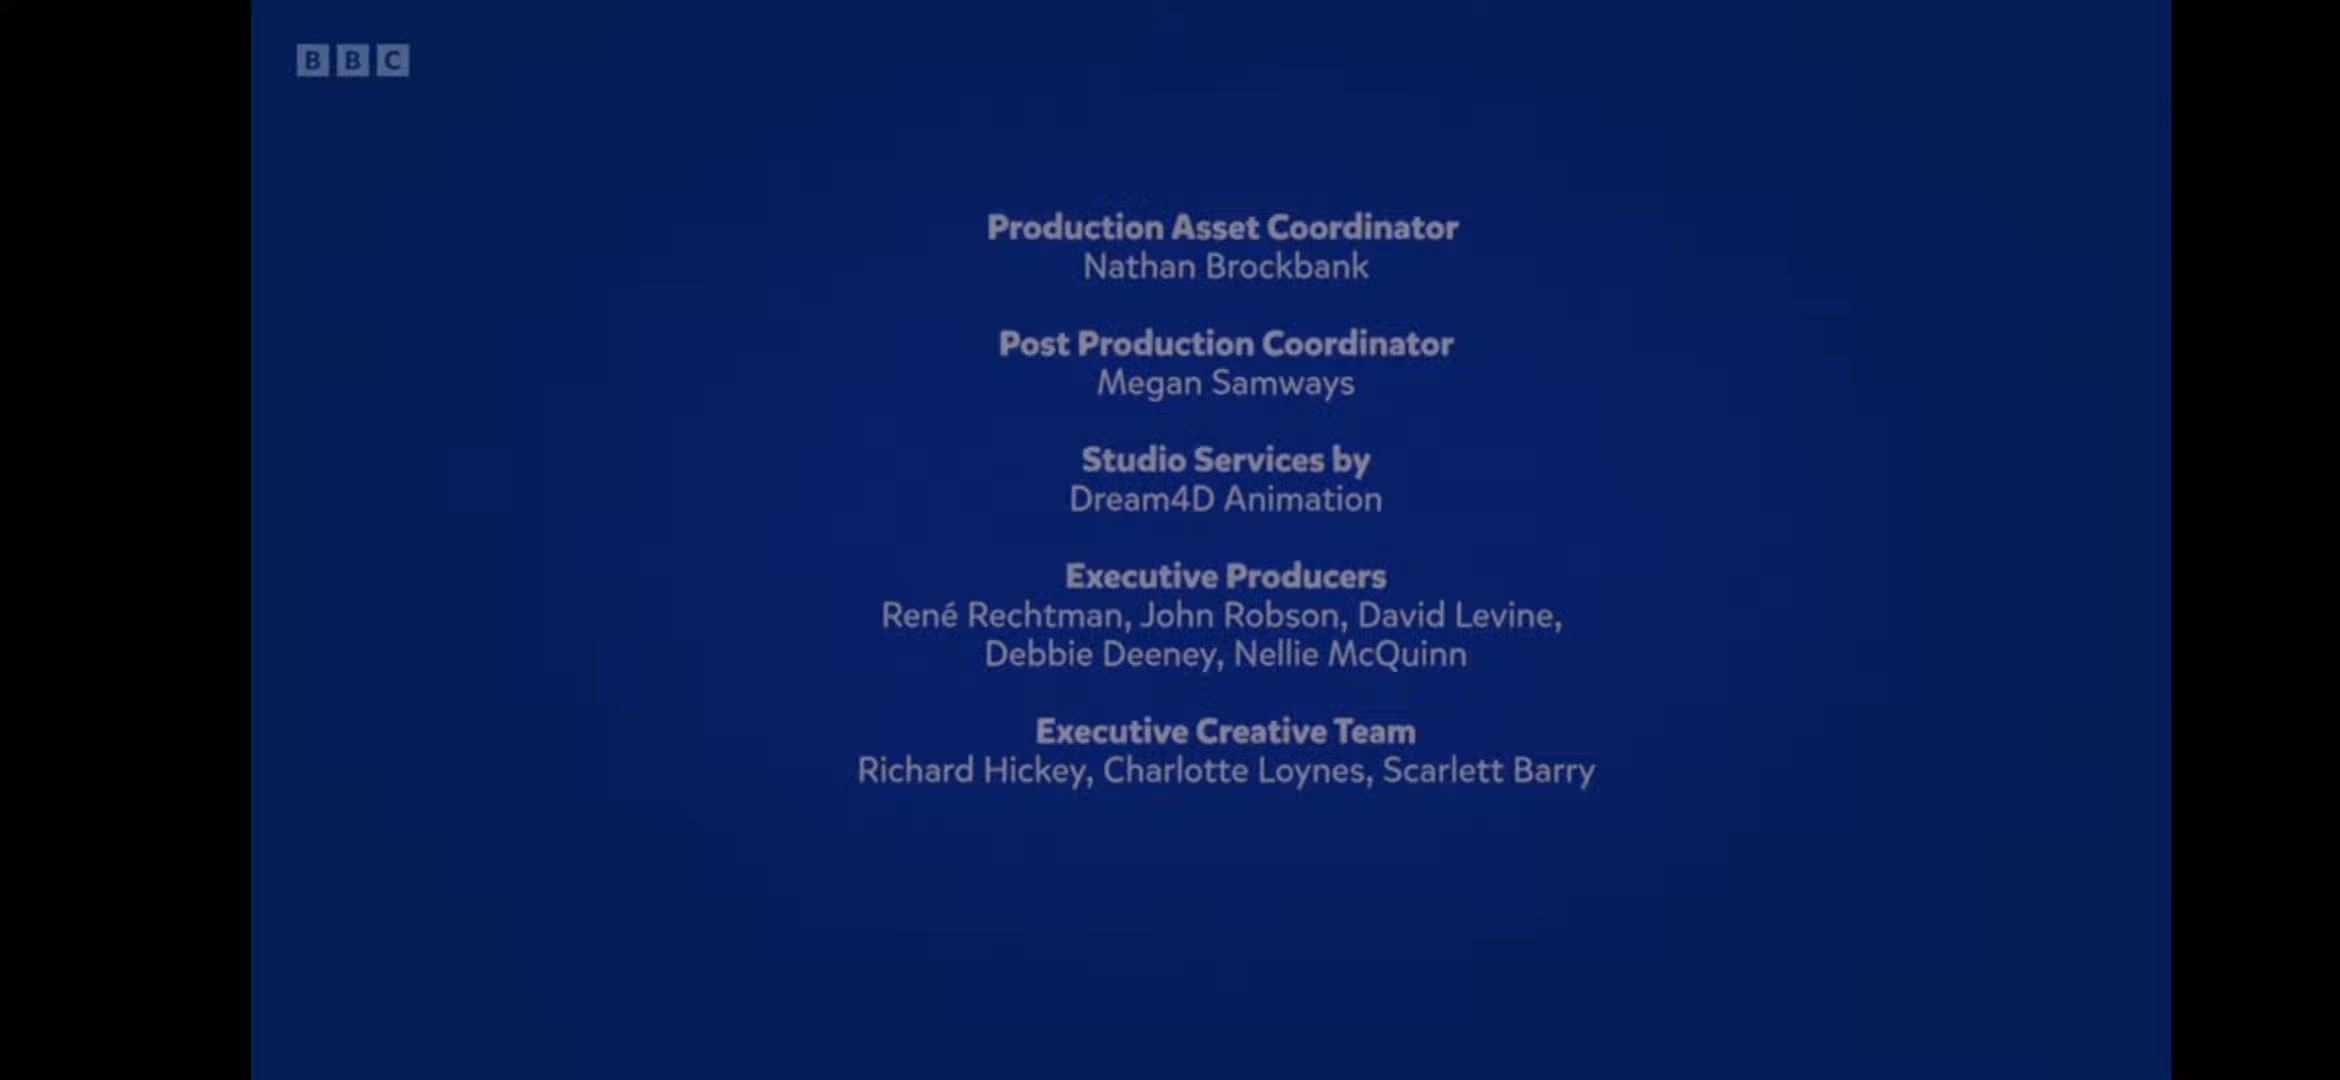 BBC
Production Asset Coordinator
Nathan Brockbank
Post Production Coordinator
Megan Samways
Studio Services by
Dream4D Animation
Executive Producers
René Rechtman, John Robson, David Levine,
Debbie Deeney, Nellie McQuinn
Executive Creative Team
Richard Hickey, Charlotte Loynes, Scarlett Barry